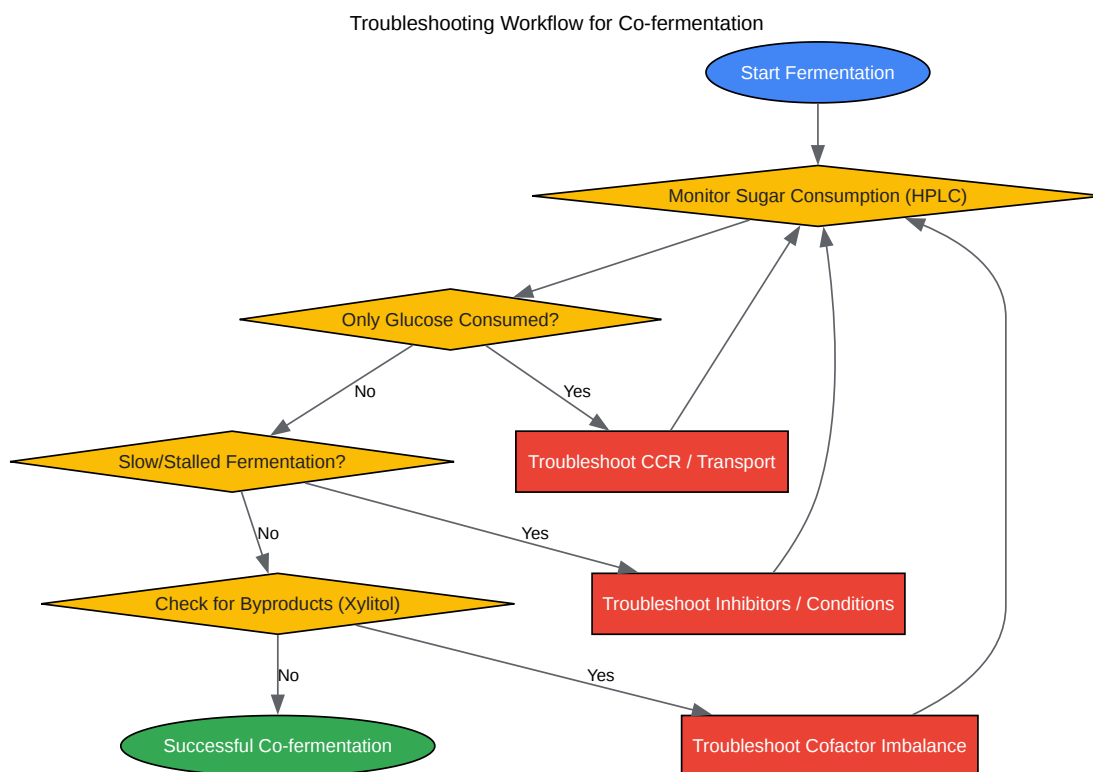 Troubleshooting Workflow for Co-fermentation
Start Fermentation
Monitor Sugar Consumption (HPLC)
Only Glucose Consumed?
No
Yes
Slow/Stalled Fermentation?
Troubleshoot CCR / Transport
No
Yes
Check for Byproducts (Xylitol)
Troubleshoot Inhibitors / Conditions
No
Yes
Successful Co-fermentation
Troubleshoot Cofactor Imbalance